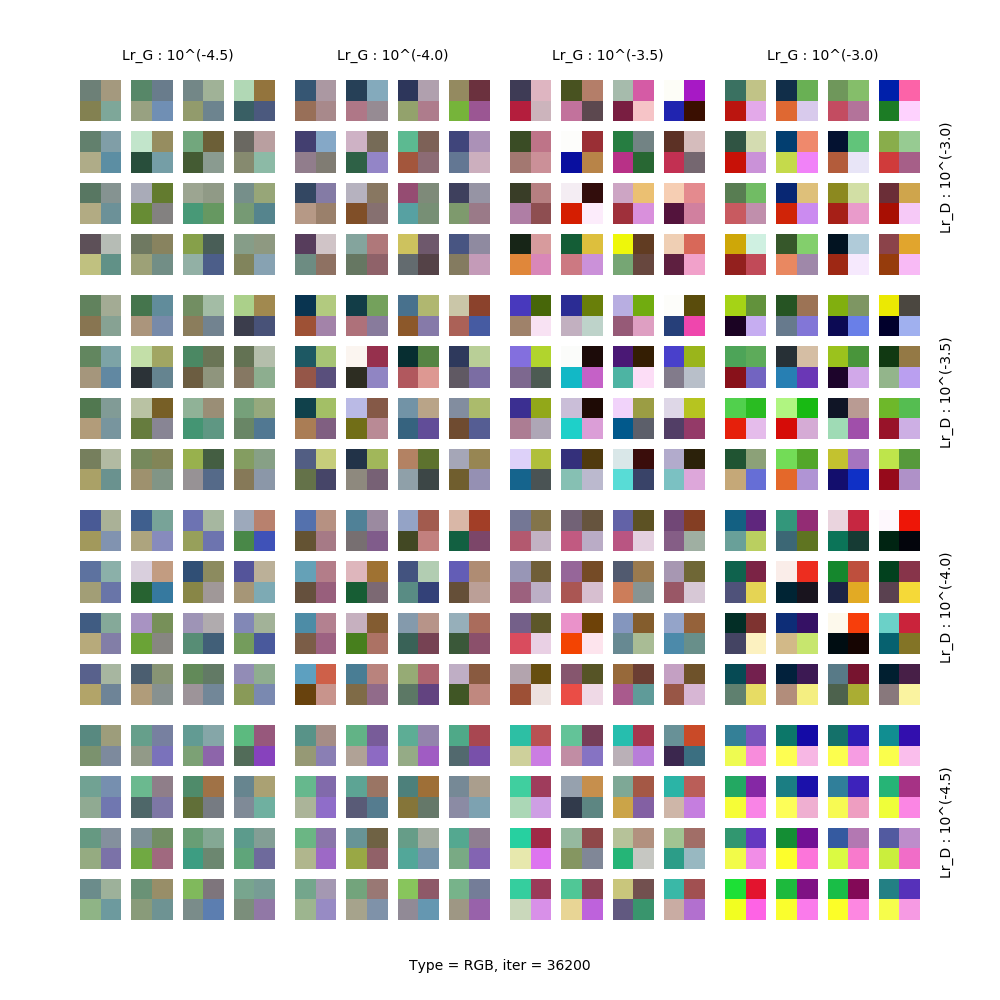 Lr_G : 10^(-4.5)
Lr_G : 10^(-4.0)
Lr_G : 10^(-3.5)
Lr_G : 10^(-3.0)
Lr_D : 10^(-3.0)
Lr_D : 10^(-3.5)
Lr_D : 10^(-4.0)
Lr_D : 10^(-4.5)
Type = RGB, iter = 36200